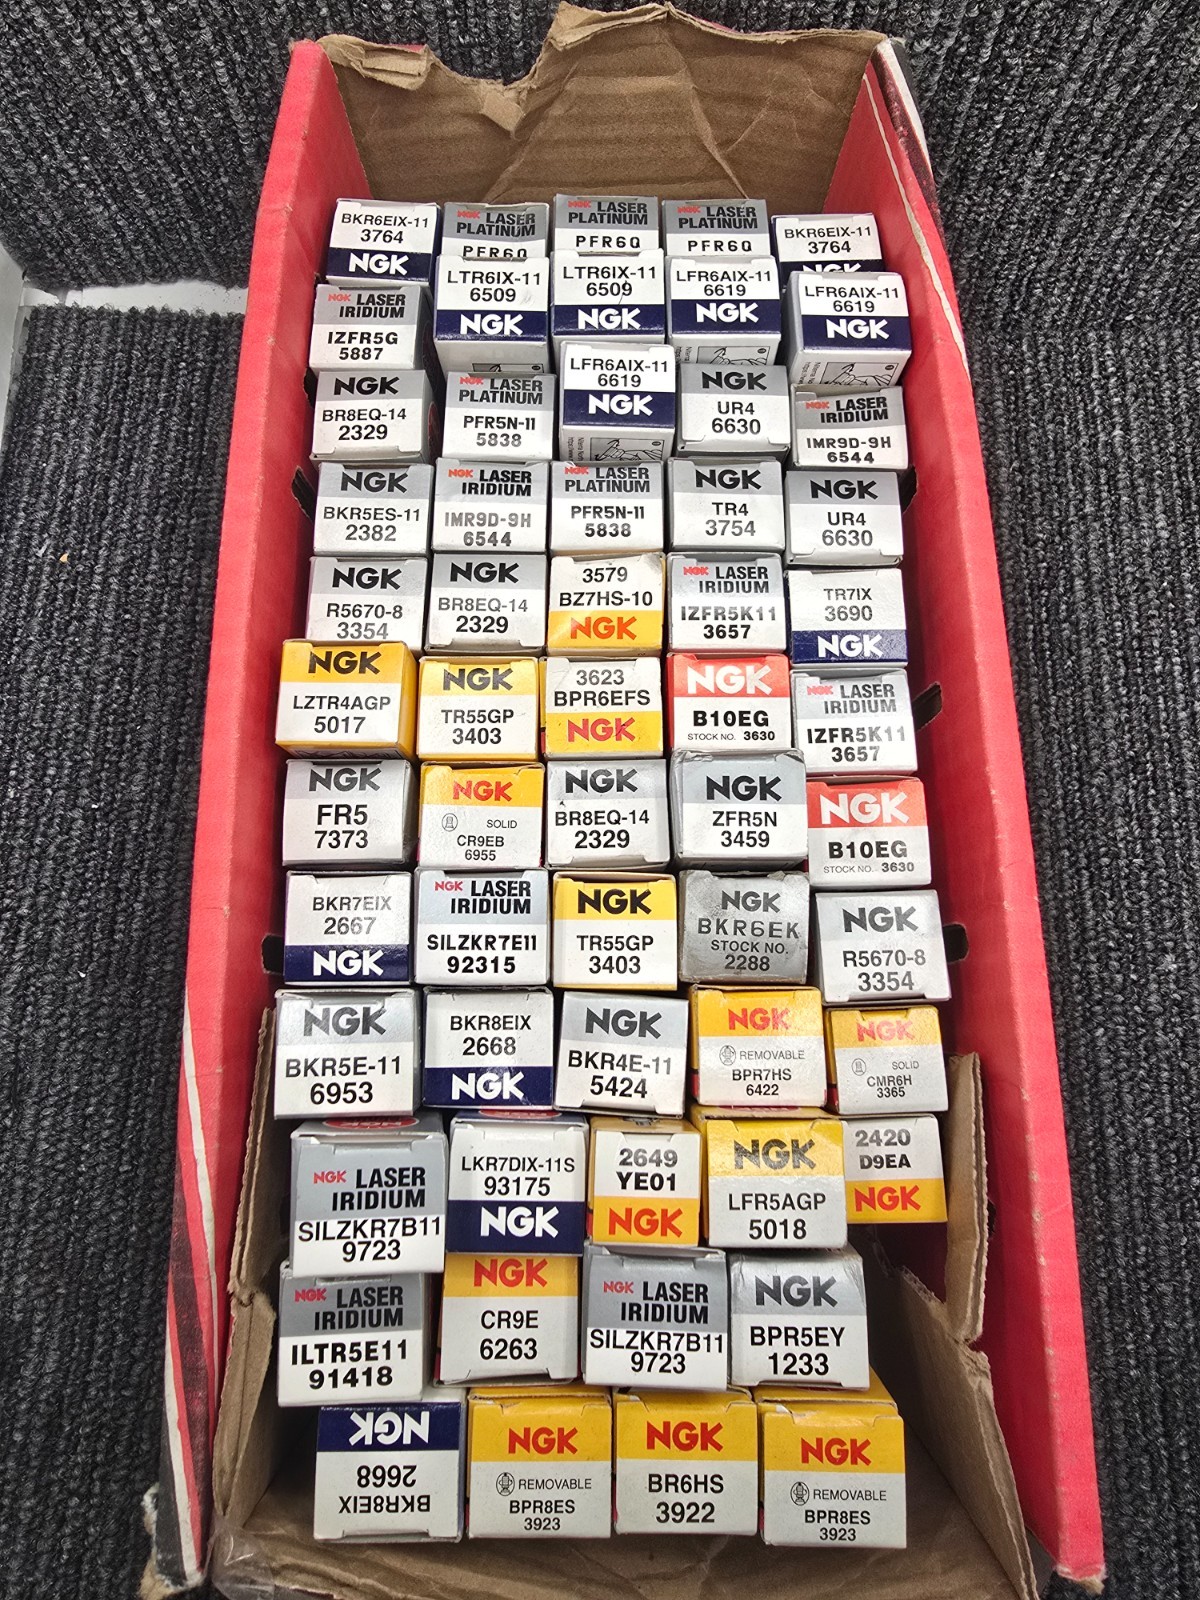 BKR6EIX-11
3764
NGK
NGK LASER
PLATINUM
PFR6Q
NGK LASER
PLATINUM
PFR6Q
NGK LASER
PLATINUM
PFR6Q
BKR6EIX-11
3764
NGK
NGK LASER
IRIDIUM
IZFR5G
5887
LTR6IX-11
6509
NGK
LTR6IX-11
6509
NGK
LFR6AIX-11
6619
NGK
LFR6AIX-11
6619
NGK
NGK
BR8EQ-14
2329
NGK LASER
PLATINUM
PFR5N-11
5838
LFR6AIX-11
6619
NGK
NGK
UR4
6630
NGK LASER
IRIDIUM
IMR9D-9H
6544
NGK
BKR5ES-11
2382
NGK LASER
IRIDIUM
IMR9D-9H
6544
NGK LASER
PLATINUM
PFR5N-11
5838
NGK
TR4
3754
NGK
UR4
6630
NGK
R5670-8
3354
NGK
BR8EQ-14
2329
3579
BZ7HS-10
NGK
NGK LASER
IRIDIUM
IZFR5K11
3657
TR7IX
3690
NGK
NGK
LZTR4AGP
5017
NGK
TR55GP
3403
3623
BPR6EFS
NGK
NGK
B10EG
STOCK NO. 3630
NGK LASER
IRIDIUM
IZFR5K11
3657
NGK
FR5
7373
NGK
SOLID
CR9EB
6955
NGK
BR8EQ-14
2329
NGK
ZFR5N
3459
NGK
B10EG
STOCK NO. 3630
BKR7EIX
2667
NGK
NGK LASER
IRIDIUM
SILZKR7E11
92315
NGK
TR55GP
3403
NGK
BKR6EK
STOCK NO.
2288
NGK
R5670-8
3354
NGK
BKR5E-11
6953
BKR8EIX
2668
NGK
NGK
BKR4E-11
5424
NGK
REMOVABLE
BPR7HS
6422
NGK
SOLID
CMR6H
3365
NGK LASER
IRIDIUM
SILZKR7B11
9723
LKR7DIX-11S
93175
NGK
2649
YE01
NGK
NGK
LFR5AGP
5018
2420
D9EA
NGK
NGK LASER
IRIDIUM
ILTR5E11
91418
NGK
CR9E
6263
NGK LASER
IRIDIUM
SILZKR7B11
9723
NGK
BPR5EY
1233
BKR8EIX
2668
NGK
NGK
REMOVABLE
BPR8ES
3923
NGK
BR6HS
3922
NGK
REMOVABLE
BPR8ES
3923